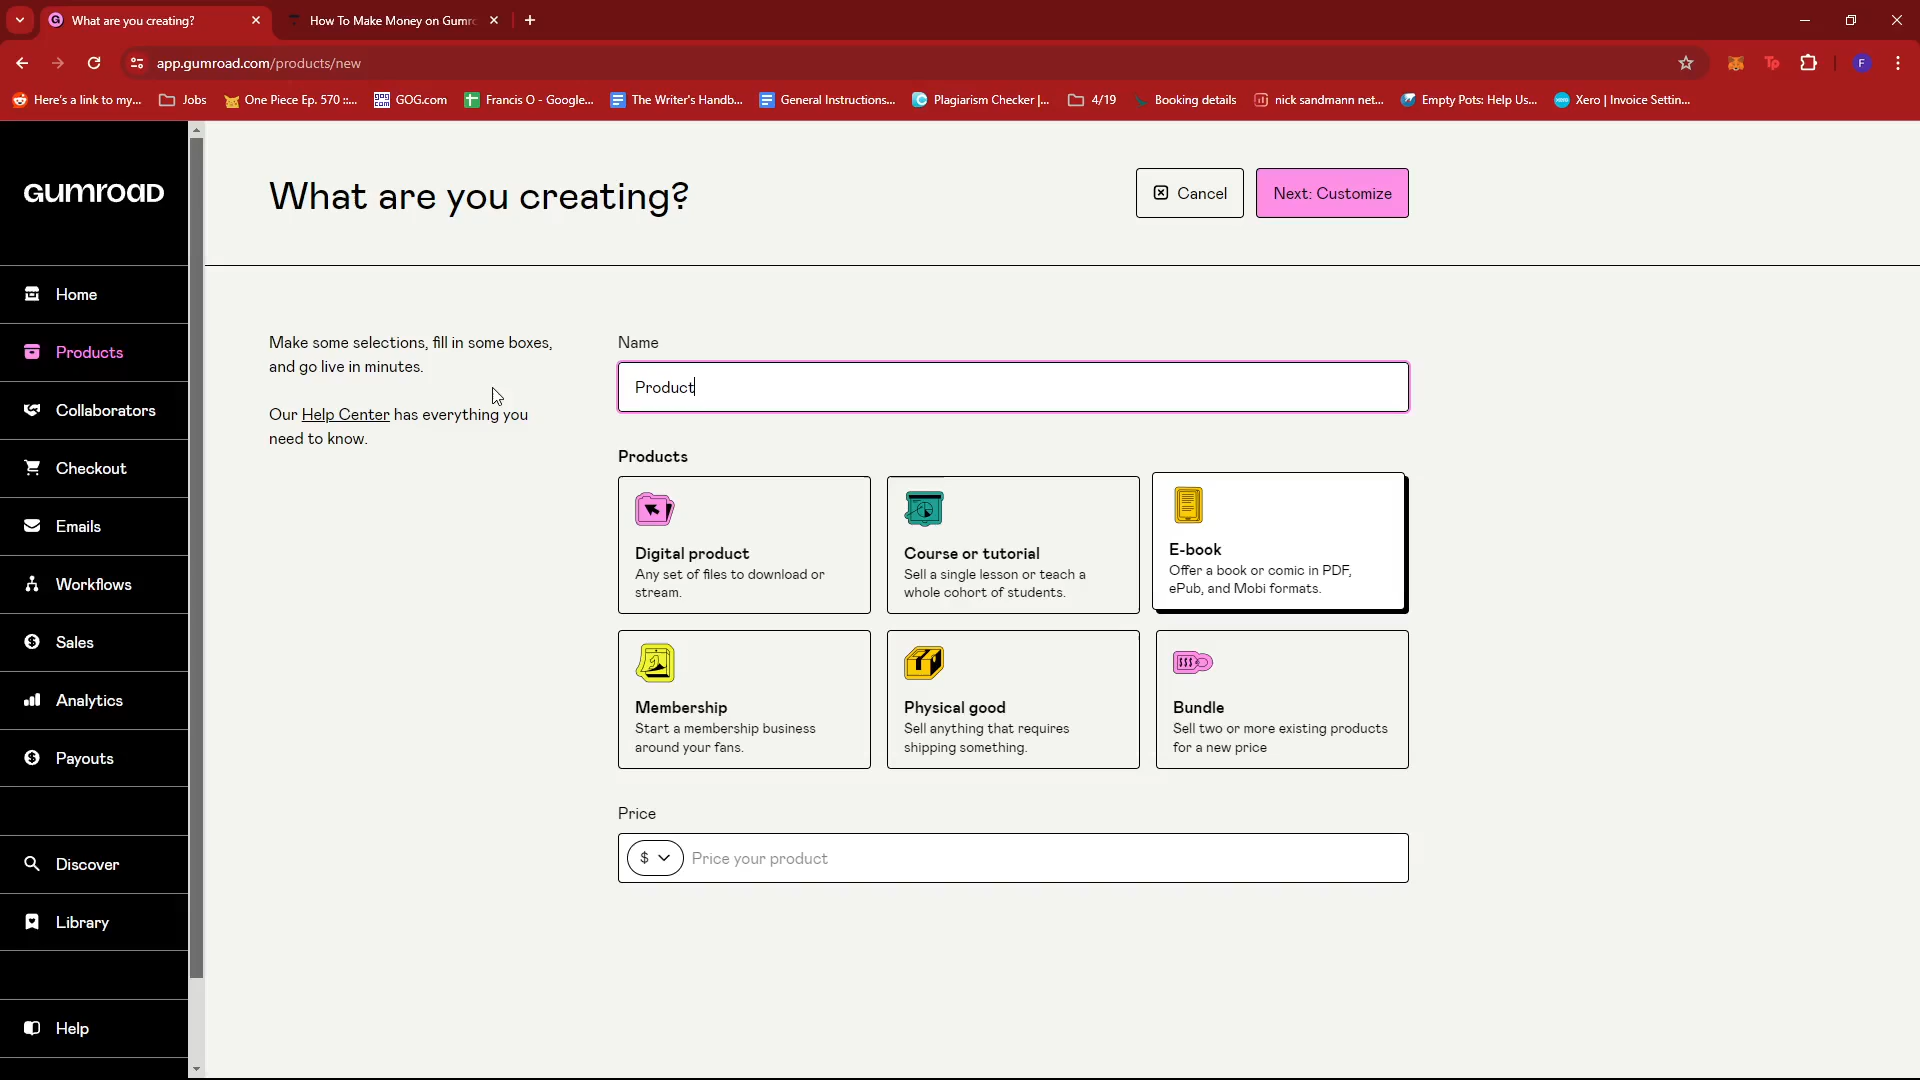 What are you creating?
How To Make Money on Gumro
app.gumroad.com/products/new
F
Here's a link to my...
Jobs
One Piece Ep. 570 ::...
GOG.com
Francis O - Google...
The Writer's Handb...
General Instructions...
Plagiarism Checker |...
4/19
Booking details
nick sandmann net...
Empty Pots: Help Us...
Xero | Invoice Settin...
GUMROAD
Home
Products
Collaborators
Checkout
Emails
Workflows
Sales
Analytics
Payouts
Discover
Library
Help
What are you creating?
Cancel
Next: Customize
Make some selections, fill in some boxes,
and go live in minutes.
Our Help Center has everything you
need to know.
Name
Product
Products
Digital product
Any set of files to download or
stream.
Course or tutorial
Sell a single lesson or teach a
whole cohort of students.
E-book
Offer a book or comic in PDF,
ePub, and Mobi formats.
Membership
Start a membership business
around your fans.
Physical good
Sell anything that requires
shipping something.
Bundle
Sell two or more existing products
for a new price
Price
$
Price your product